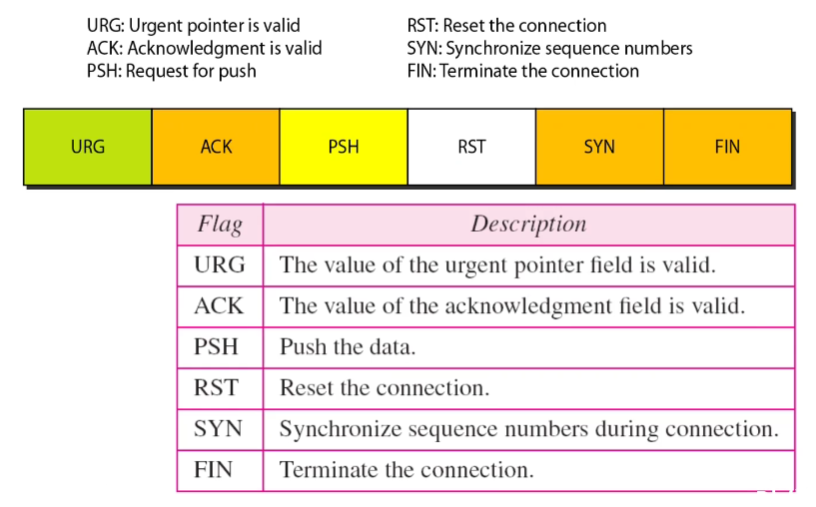 URG: Urgent pointer is valid
ACK: Acknowledgment is valid
PSH: Request for push
RST: Reset the connection
SYN: Synchronize sequence numbers
FIN: Terminate the connection
URG ACK PSH RST SYN FIN
Flag Description
URG The value of the urgent pointer field is valid.
ACK The value of the acknowledgment field is valid.
PSH Push the data.
RST Reset the connection.
SYN Synchronize sequence numbers during connection.
FIN Terminate the connection.